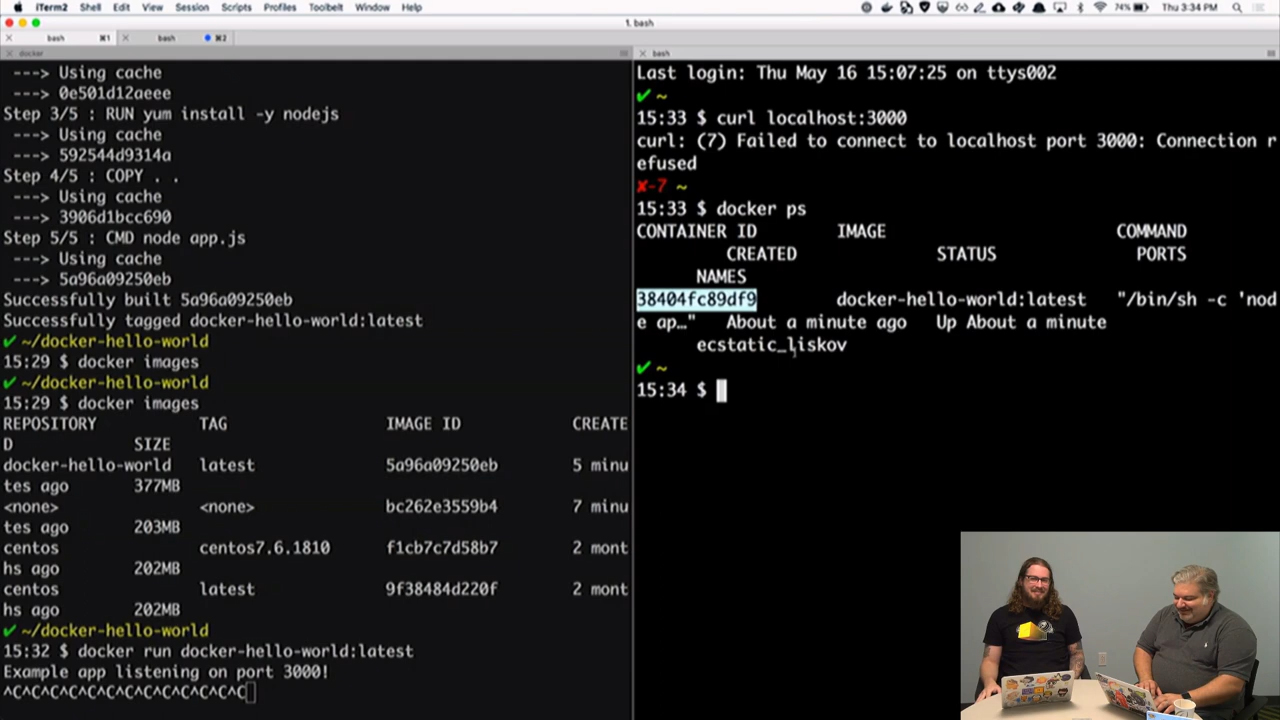 iTerm2 Shell Edit View Session Scripts Profiles Toolbelt Window Help 74% Thu 3:34 PM
1. bash
bash ⌘1 bash ⌘2
docker
---> Using cache
---> 0e501d12aeee
Step 3/5 : RUN yum install -y nodejs
---> Using cache
---> 592544d9314a
Step 4/5 : COPY . .
---> Using cache
---> 3906d1bcc690
Step 5/5 : CMD node app.js
---> Using cache
---> 5a96a09250eb
Successfully built 5a96a09250eb
Successfully tagged docker-hello-world:latest
✔ ~/docker-hello-world
15:29 $ docker images
✔ ~/docker-hello-world
15:29 $ docker images
REPOSITORY TAG IMAGE ID CREATE
D SIZE
docker-hello-world latest 5a96a09250eb 5 minu
tes ago 377MB
<none> <none> bc262e3559b4 7 minu
tes ago 203MB
centos centos7.6.1810 f1cb7c7d58b7 2 mont
hs ago 202MB
centos latest 9f38484d220f 2 mont
hs ago 202MB
✔ ~/docker-hello-world
15:32 $ docker run docker-hello-world:latest
Example app listening on port 3000!
^C^C^C^C^C^C^C^C^C^C^C^C^C^C
bash
Last login: Thu May 16 15:07:25 on ttys002
✔ ~
15:33 $ curl localhost:3000
curl: (7) Failed to connect to localhost port 3000: Connection r
efused
✘-7 ~
15:33 $ docker ps
CONTAINER ID IMAGE COMMAND
CREATED STATUS PORTS
NAMES
38404fc89df9 docker-hello-world:latest "/bin/sh -c 'nod
e ap…" About a minute ago Up About a minute
ecstatic_liskov
✔ ~
15:34 $